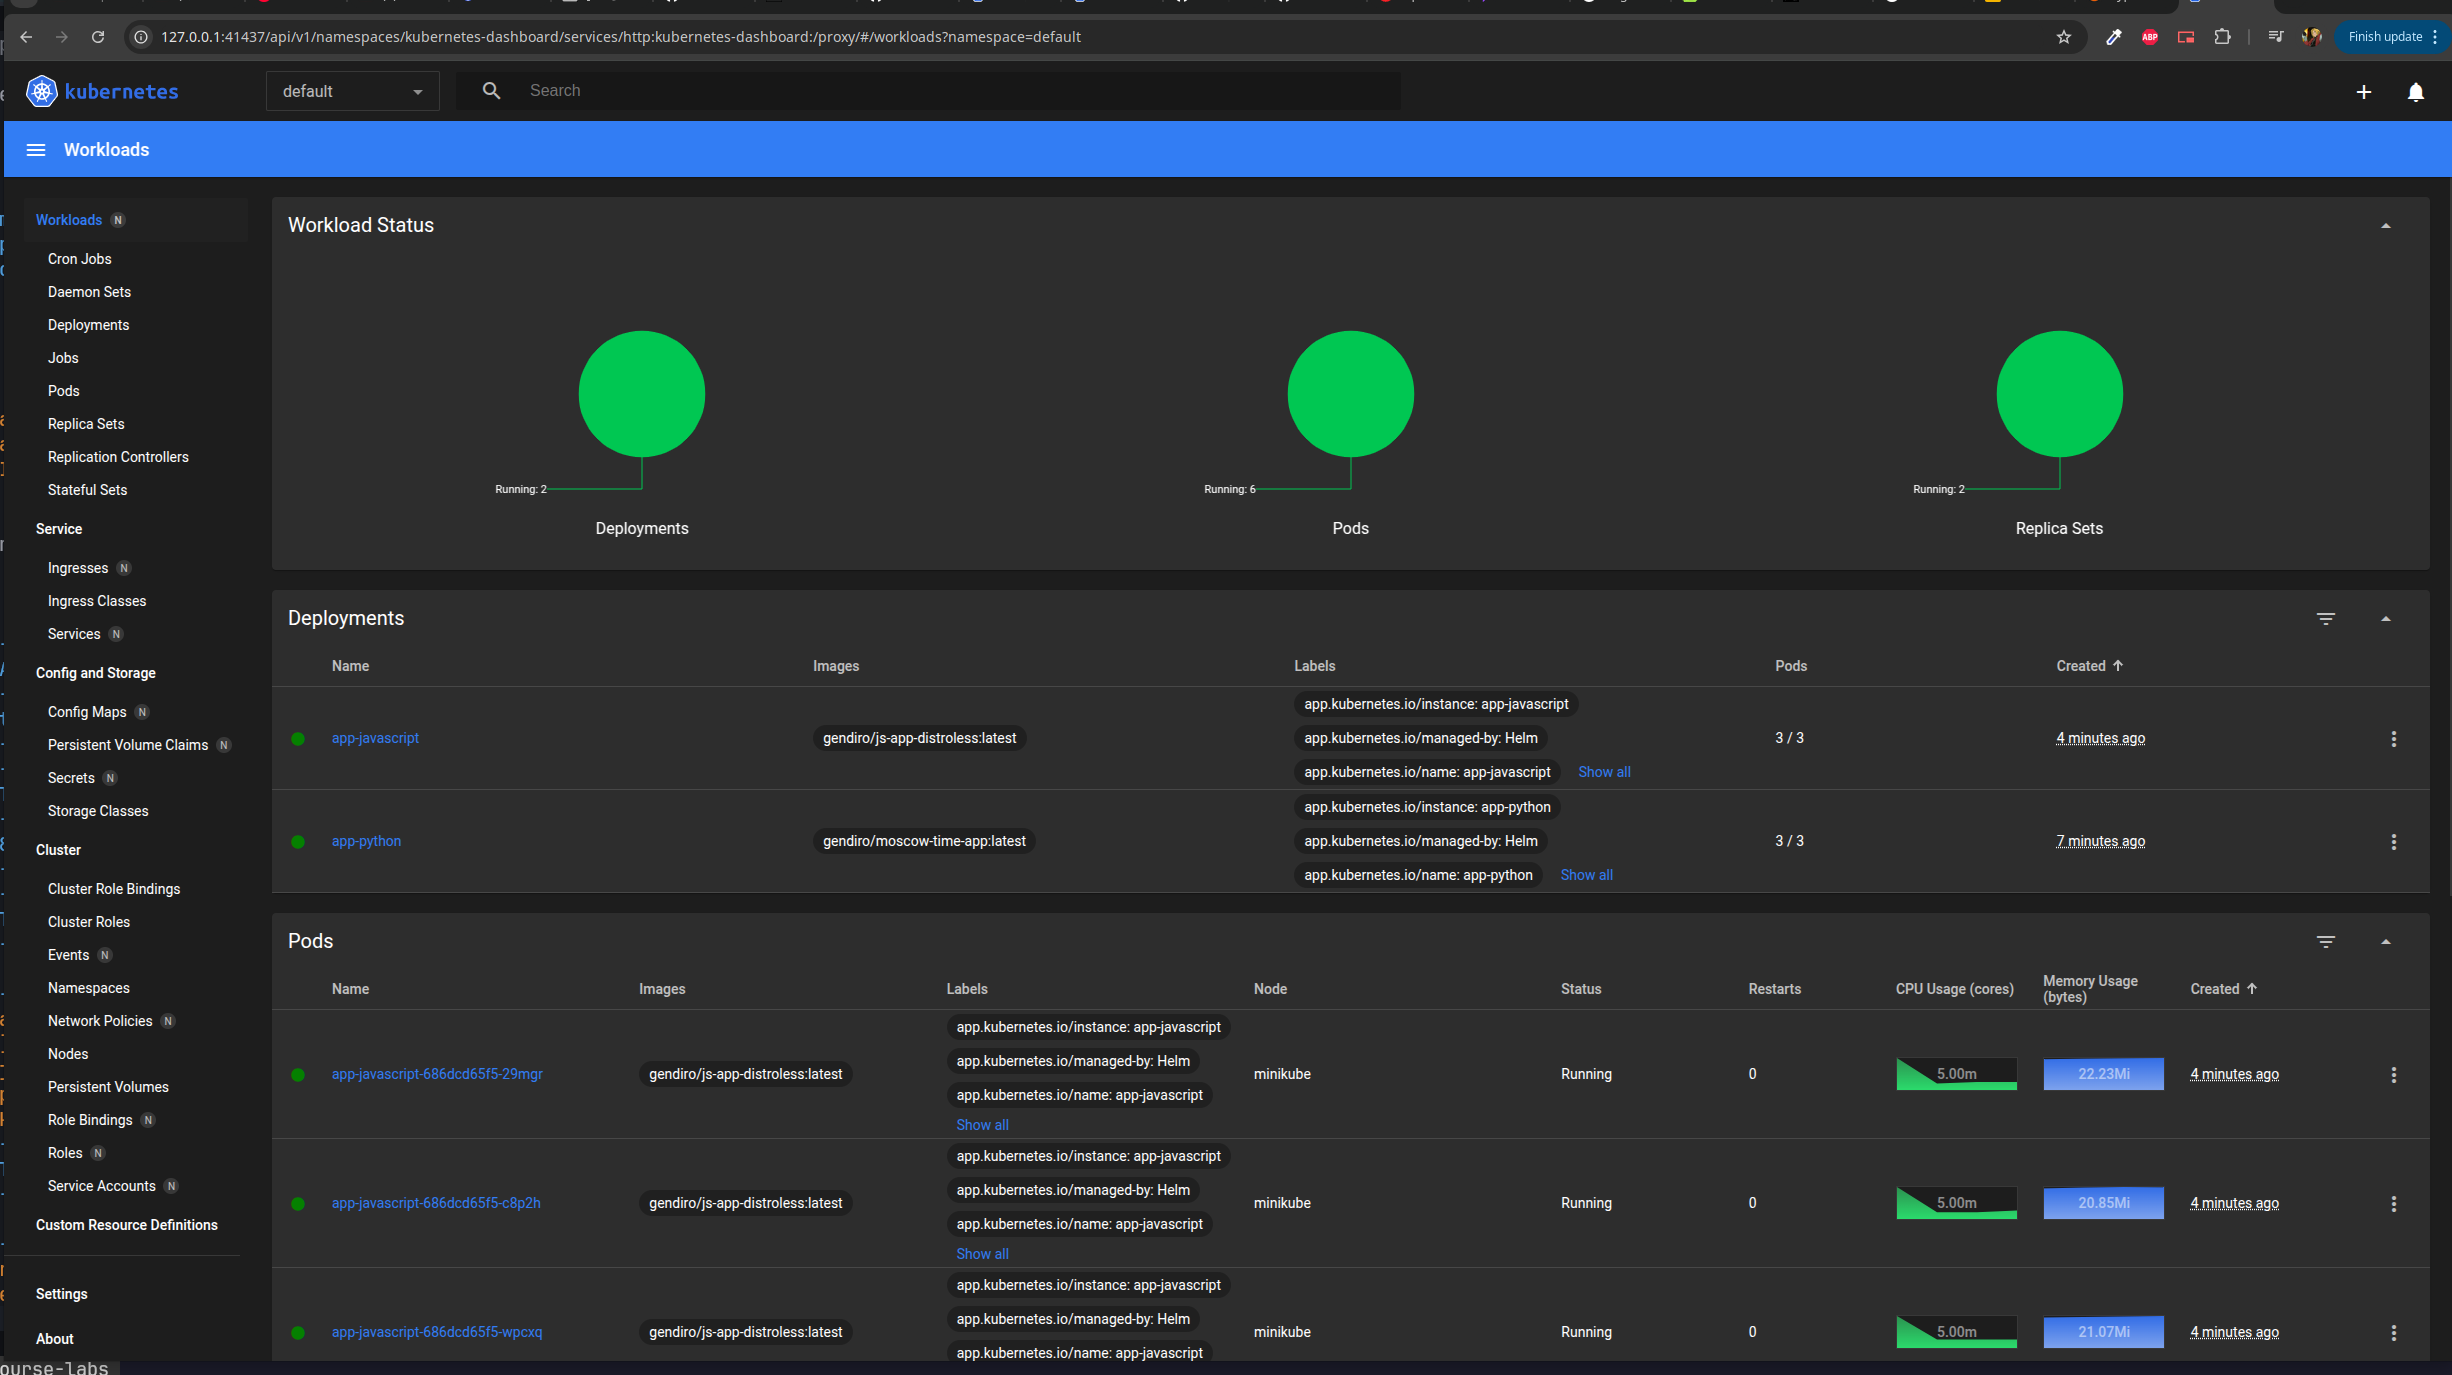 127.0.0.1:41437/api/v1/namespaces/kubernetes-dashboard/services/http:kubernetes-dashboard:/proxy/#/workloads?namespace=default
ABP
Finish update
kubernetes
default
Search
Workloads
Workloads N
Cron Jobs
Daemon Sets
Deployments
Jobs
Pods
Replica Sets
Replication Controllers
Stateful Sets
Service
Ingresses N
Ingress Classes
Services N
Config and Storage
Config Maps N
Persistent Volume Claims N
Secrets N
Storage Classes
Cluster
Cluster Role Bindings
Cluster Roles
Events N
Namespaces
Network Policies N
Nodes
Persistent Volumes
Role Bindings N
Roles N
Service Accounts N
Custom Resource Definitions
Settings
About
Workload Status
Running: 2
Deployments
Running: 6
Pods
Running: 2
Replica Sets
Deployments
Name Images Labels Pods Created
app-javascript
gendiro/js-app-distroless:latest
app.kubernetes.io/instance: app-javascript
app.kubernetes.io/managed-by: Helm
app.kubernetes.io/name: app-javascript Show all
3 / 3
4 minutes ago
app-python
gendiro/moscow-time-app:latest
app.kubernetes.io/instance: app-python
app.kubernetes.io/managed-by: Helm
app.kubernetes.io/name: app-python Show all
3 / 3
7 minutes ago
Pods
Name Images Labels Node Status Restarts CPU Usage (cores) Memory Usage (bytes) Created
app-javascript-686dcd65f5-29mgr
gendiro/js-app-distroless:latest
app.kubernetes.io/instance: app-javascript
app.kubernetes.io/managed-by: Helm
app.kubernetes.io/name: app-javascript
Show all
minikube
Running
0
5.00m
22.23Mi
4 minutes ago
app-javascript-686dcd65f5-c8p2h
gendiro/js-app-distroless:latest
app.kubernetes.io/instance: app-javascript
app.kubernetes.io/managed-by: Helm
app.kubernetes.io/name: app-javascript
Show all
minikube
Running
0
5.00m
20.85Mi
4 minutes ago
app-javascript-686dcd65f5-wpcxq
gendiro/js-app-distroless:latest
app.kubernetes.io/instance: app-javascript
app.kubernetes.io/managed-by: Helm
app.kubernetes.io/name: app-javascript
minikube
Running
0
5.00m
21.07Mi
4 minutes ago
ourse-labs